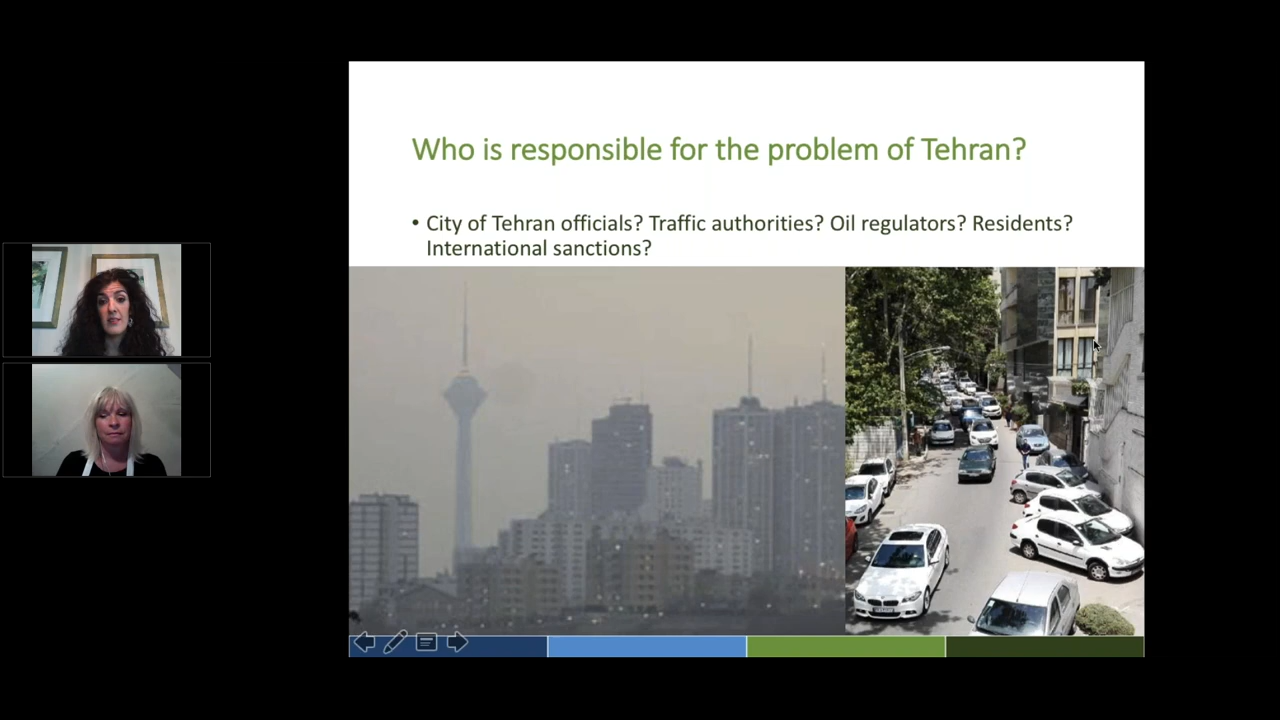 Who is responsible for the problem of Tehran?
• City of Tehran officials? Traffic authorities? Oil regulators? Residents?
International sanctions?